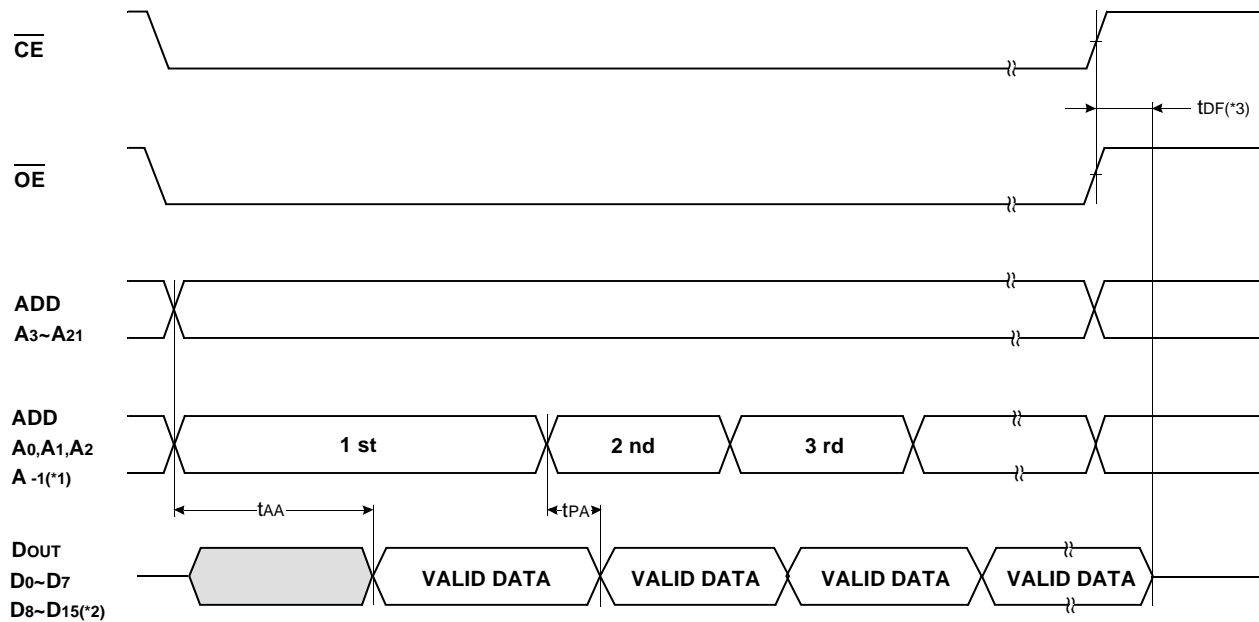 CE
tDF(*3)
OE
ADD
A3~A21
ADD
A0,A1,A2
A -1(*1)
1 st
2 nd
3 rd
tAA
tPA
DOUT
D0~D7
D8~D15(*2)
VALID DATA
VALID DATA
VALID DATA
VALID DATA